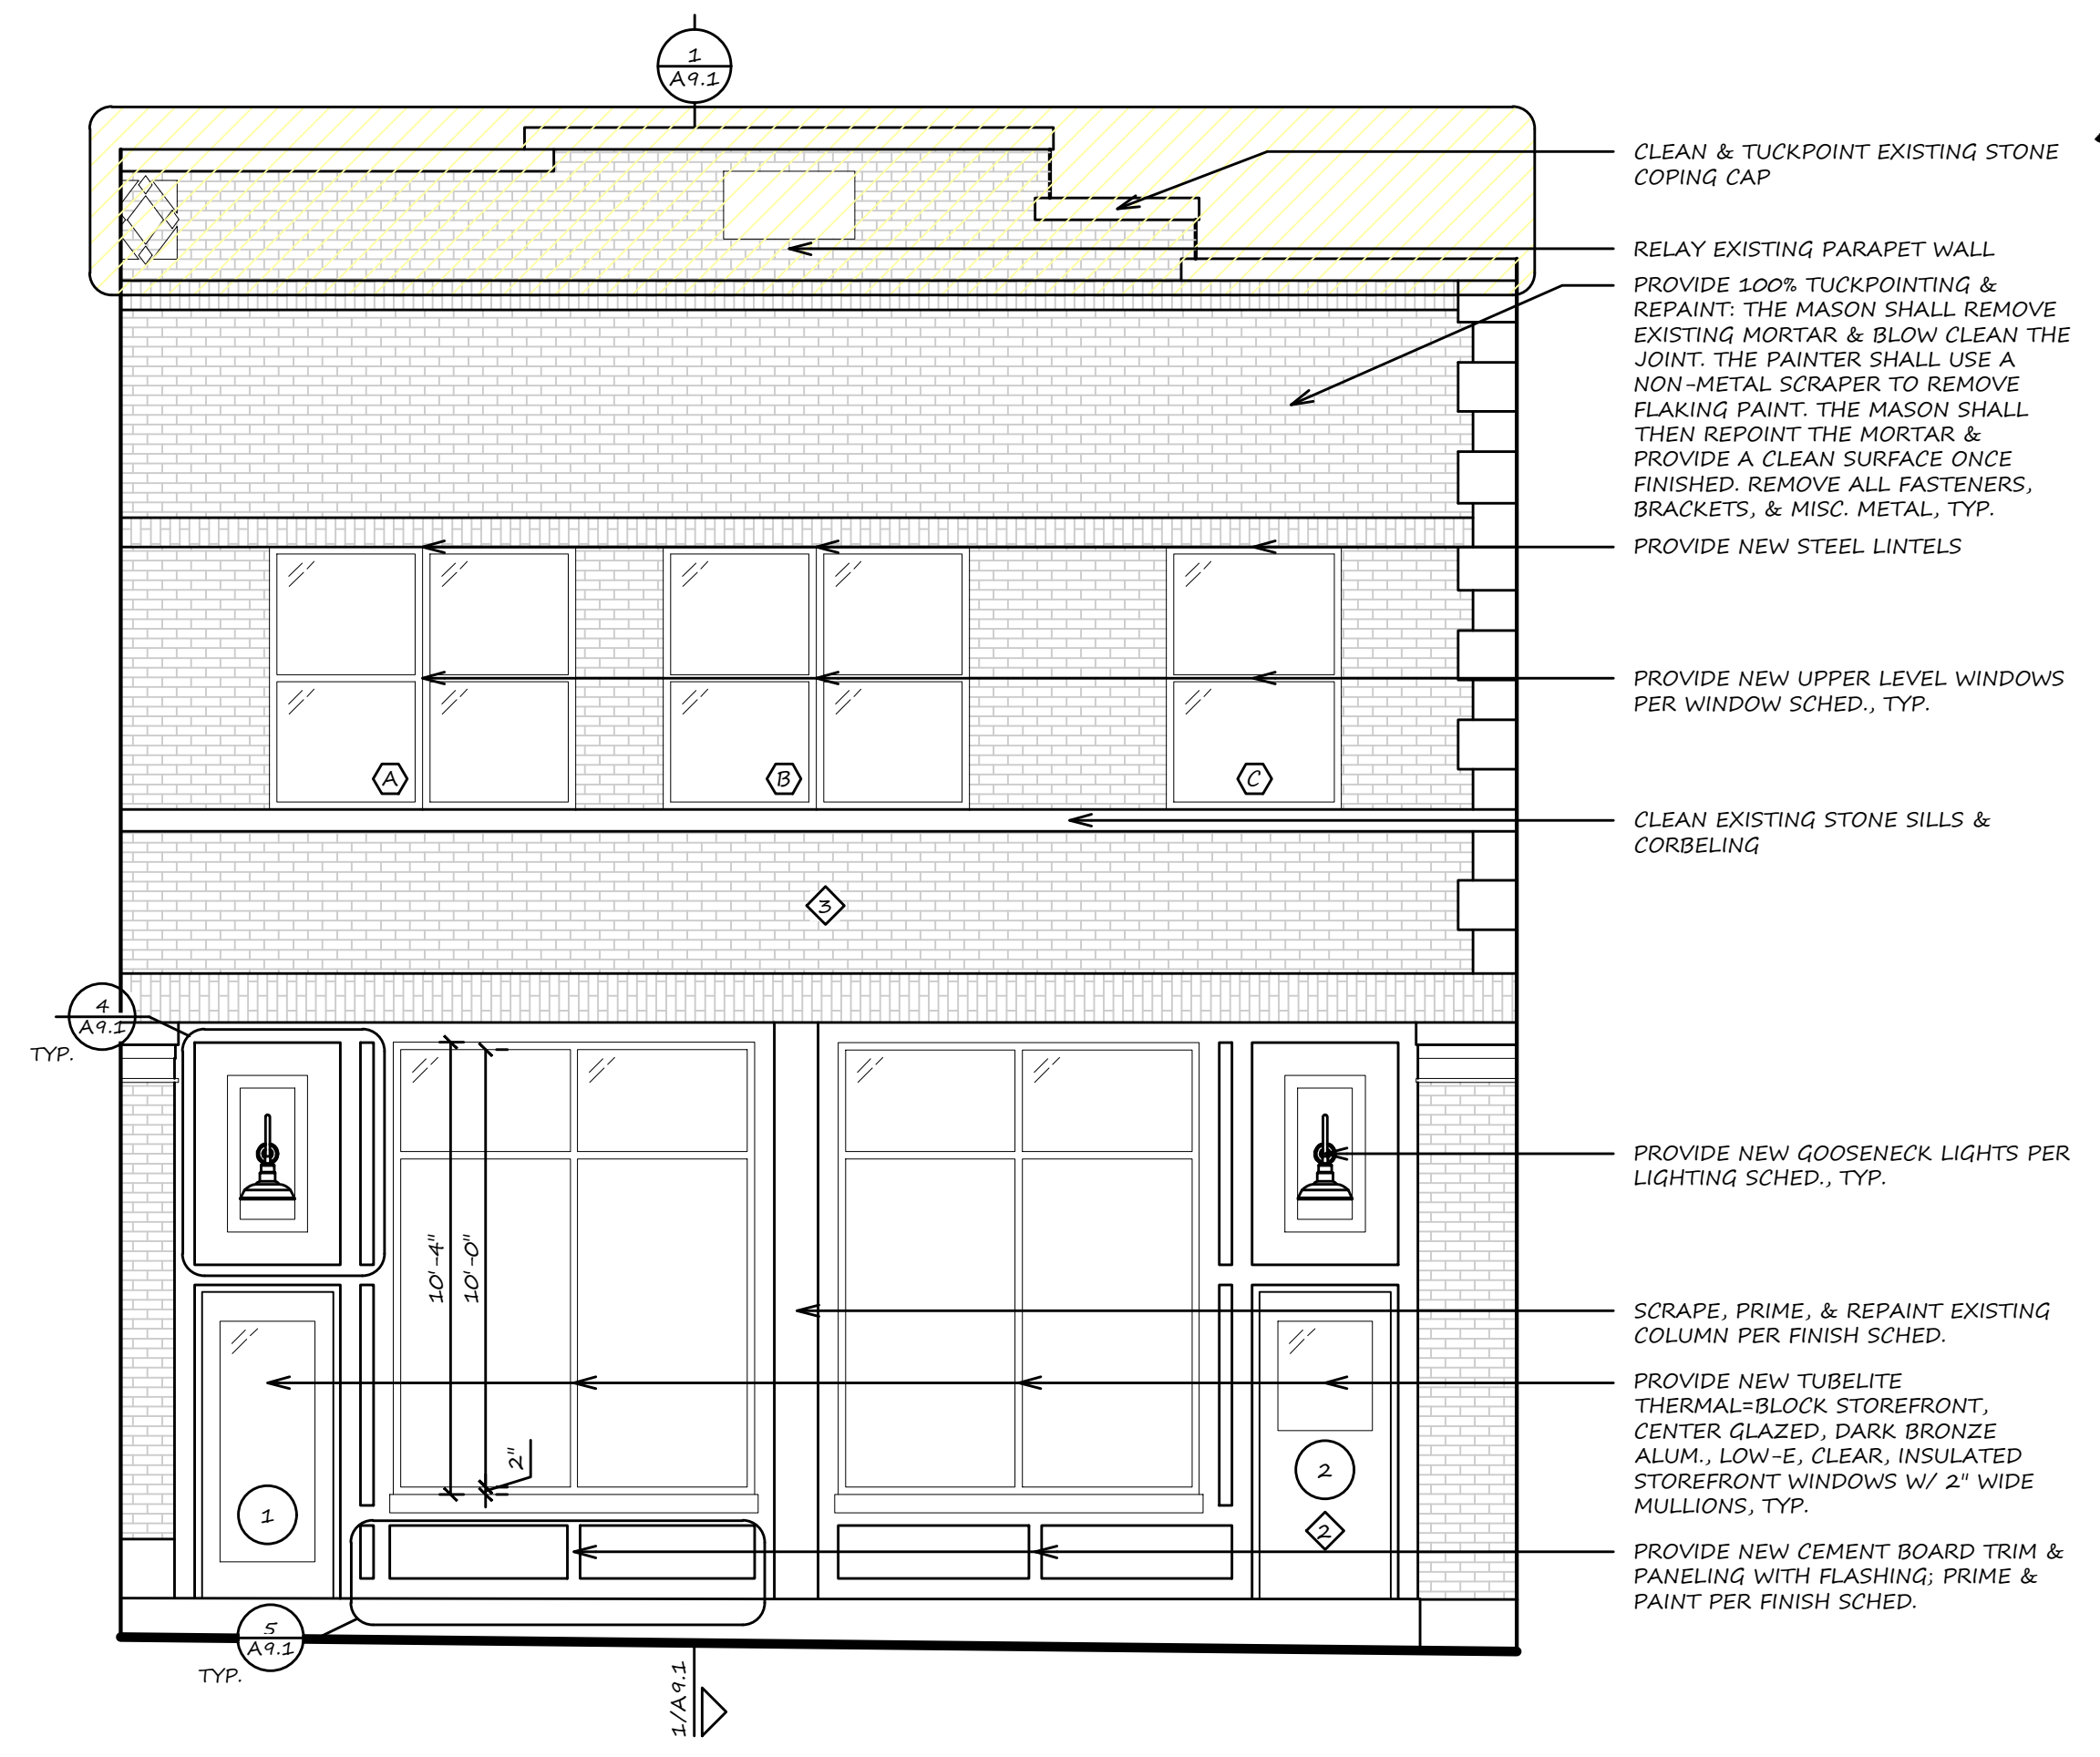 1
A9.1
CLEAN & TUCKPOINT EXISTING STONE
COPING CAP
RELAY EXISTING PARAPET WALL
PROVIDE 100% TUCKPOINTING &
REPAINT: THE MASON SHALL REMOVE
EXISTING MORTAR & BLOW CLEAN THE
JOINT. THE PAINTER SHALL USE A
NON-METAL SCRAPER TO REMOVE
FLAKING PAINT. THE MASON SHALL
THEN REPOINT THE MORTAR &
PROVIDE A CLEAN SURFACE ONCE
FINISHED. REMOVE ALL FASTENERS,
BRACKETS, & MISC. METAL, TYP.
PROVIDE NEW STEEL LINTELS
PROVIDE NEW UPPER LEVEL WINDOWS
PER WINDOW SCHED., TYP.
A
B
C
CLEAN EXISTING STONE SILLS &
CORBELING
3
4
A9.1
TYP.
PROVIDE NEW GOOSENECK LIGHTS PER
LIGHTING SCHED., TYP.
10'-4"
10'-0"
2"
SCRAPE, PRIME, & REPAINT EXISTING
COLUMN PER FINISH SCHED.
PROVIDE NEW TUBELITE
THERMAL=BLOCK STOREFRONT,
CENTER GLAZED, DARK BRONZE
ALUM., LOW-E, CLEAR, INSULATED
STOREFRONT WINDOWS W/ 2" WIDE
MULLIONS, TYP.
1
2
2
PROVIDE NEW CEMENT BOARD TRIM &
PANELING WITH FLASHING; PRIME &
PAINT PER FINISH SCHED.
5
A9.1
TYP.
1/A9.1